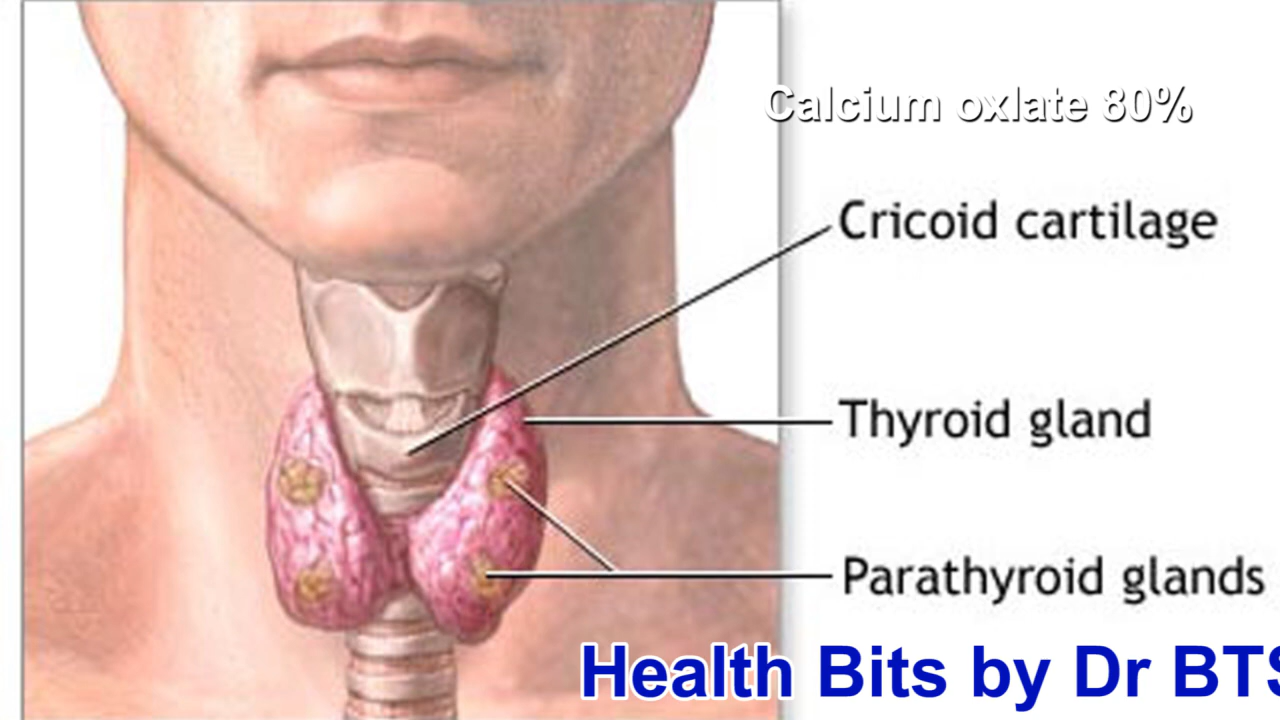 Calcium oxlate 80%
Cricoid cartilage
Thyroid gland
Parathyroid glands
Health Bits by Dr BTS